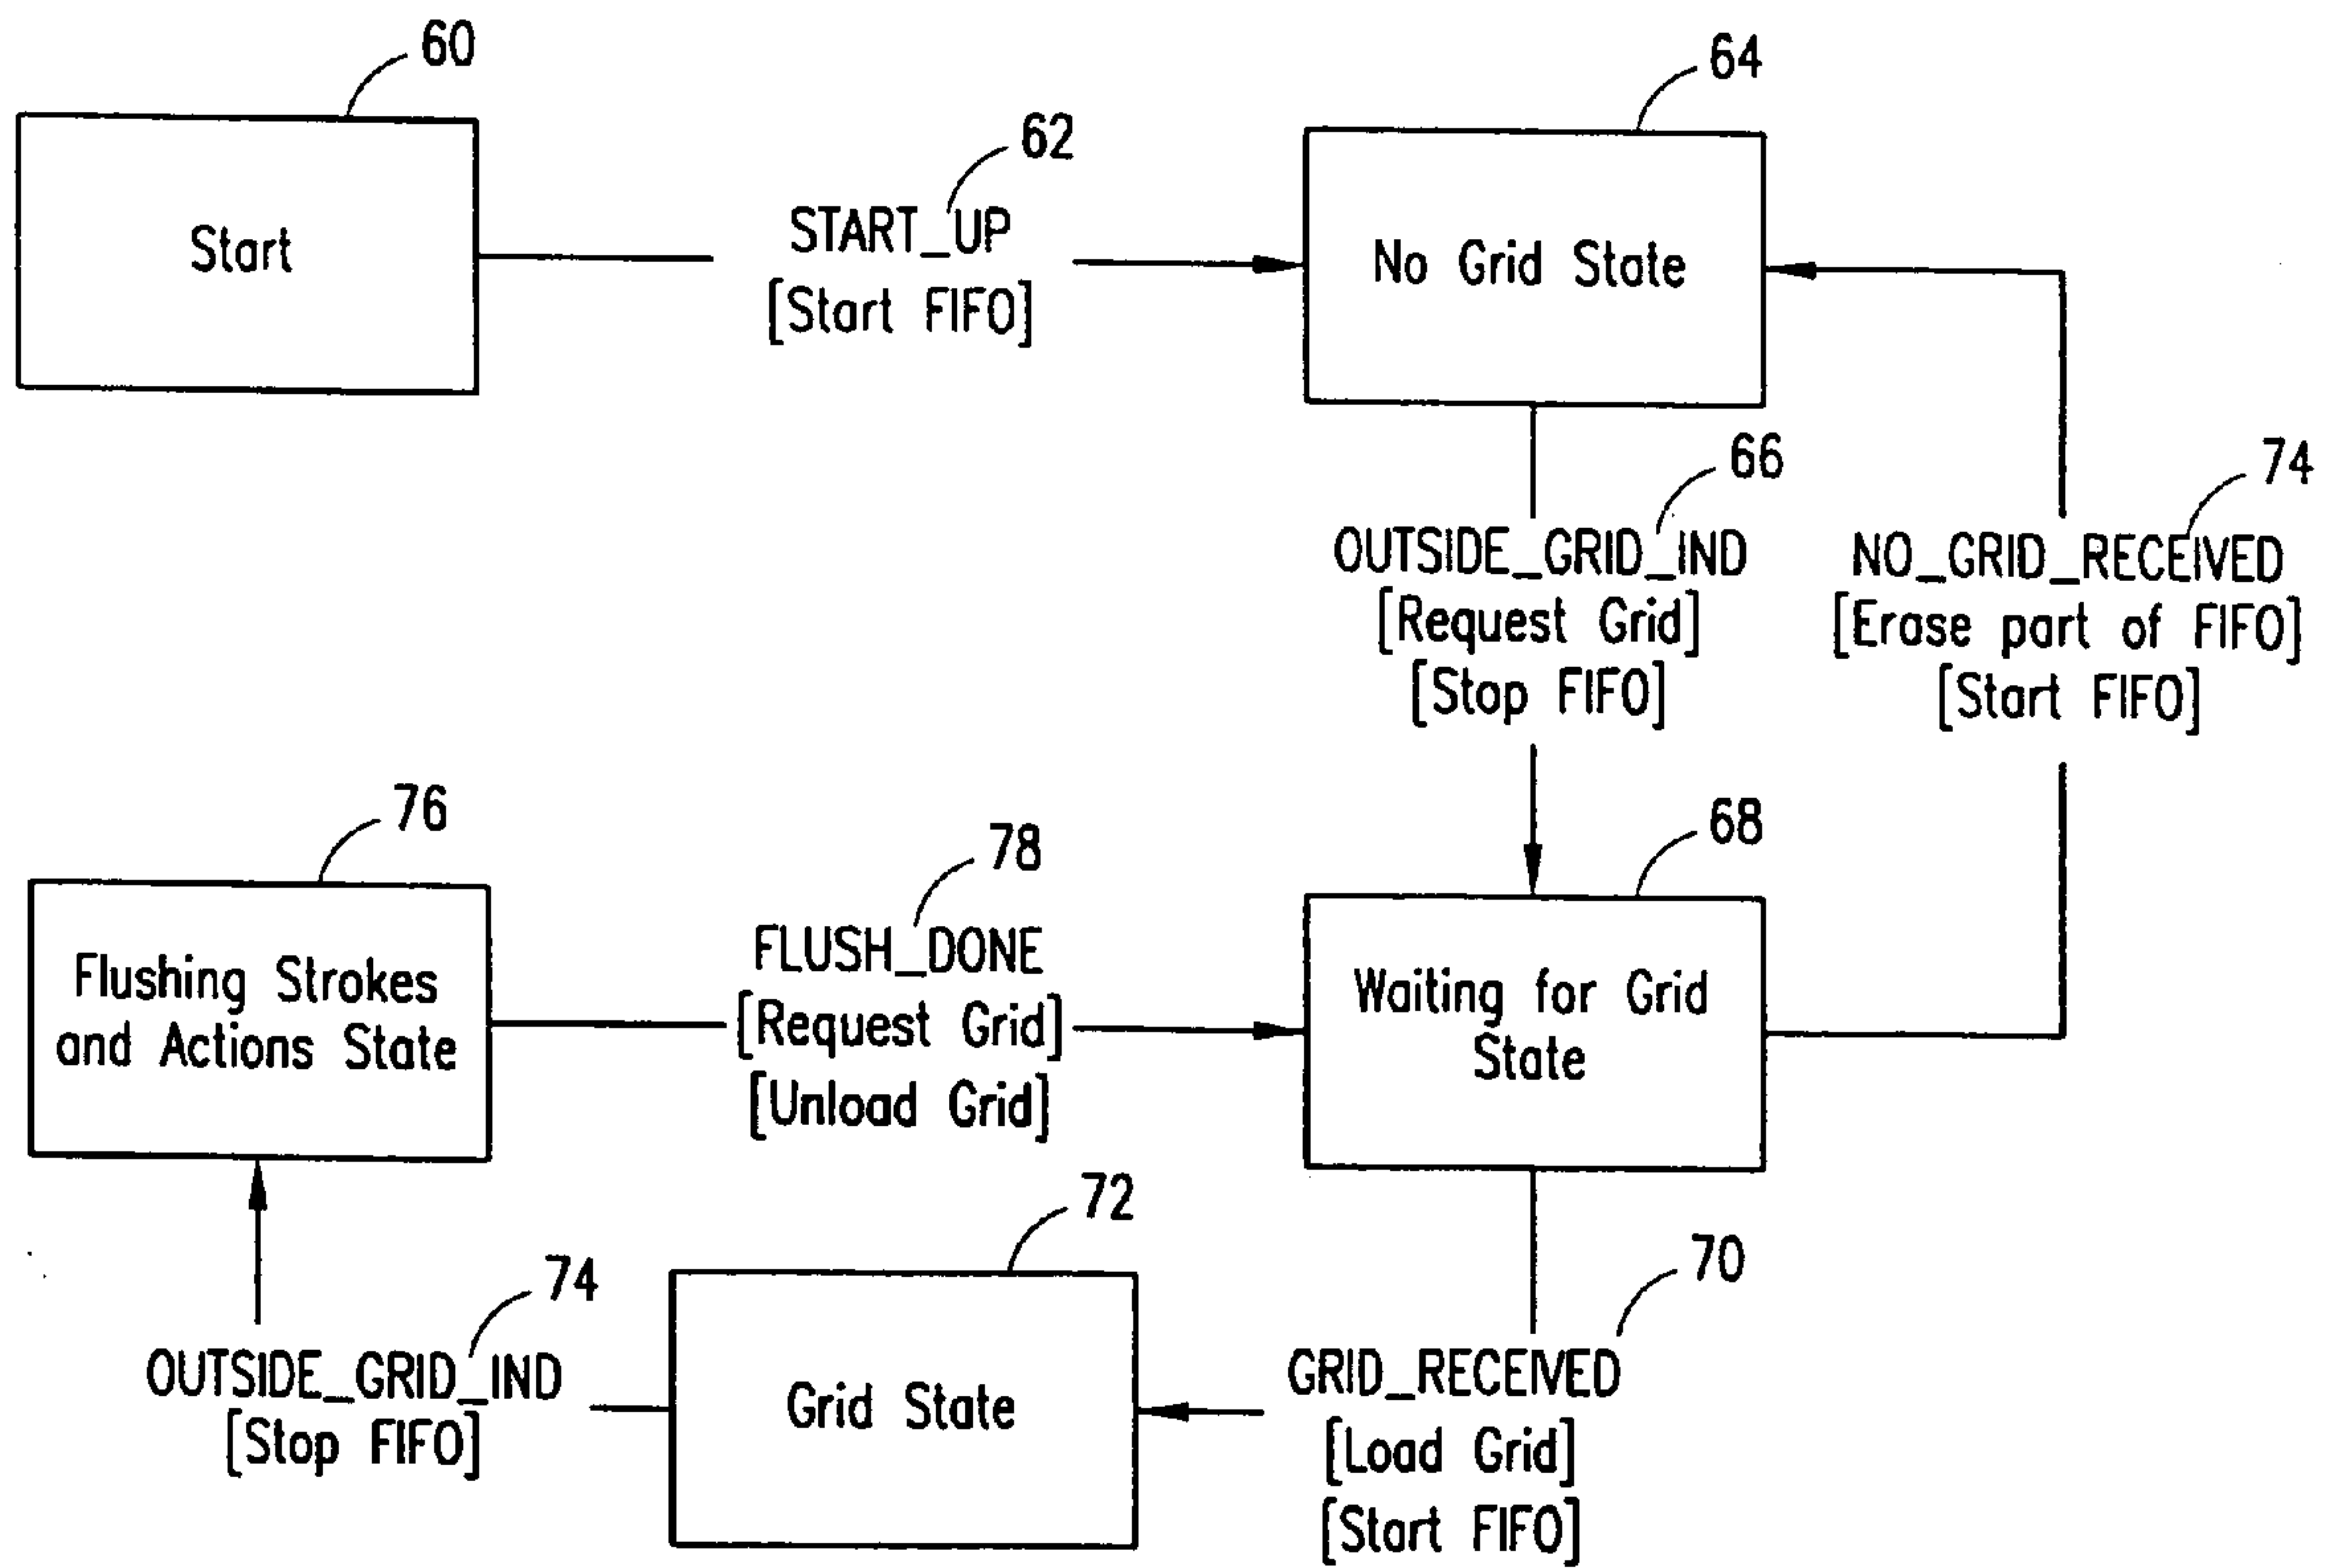 60
Start
62
START_UP
[Start FIFO]
64
No Grid State
66
OUTSIDE_GRID_IND
[Request Grid]
[Stop FIFO]
74
NO_GRID_RECEIVED
[Erase part of FIFO]
[Start FIFO]
76
Flushing Strokes
and Actions State
78
FLUSH_DONE
[Request Grid]
[Unload Grid]
68
Waiting for Grid
State
74
OUTSIDE_GRID_IND
[Stop FIFO]
72
Grid State
70
GRID_RECEIVED
[Load Grid]
[Start FIFO]